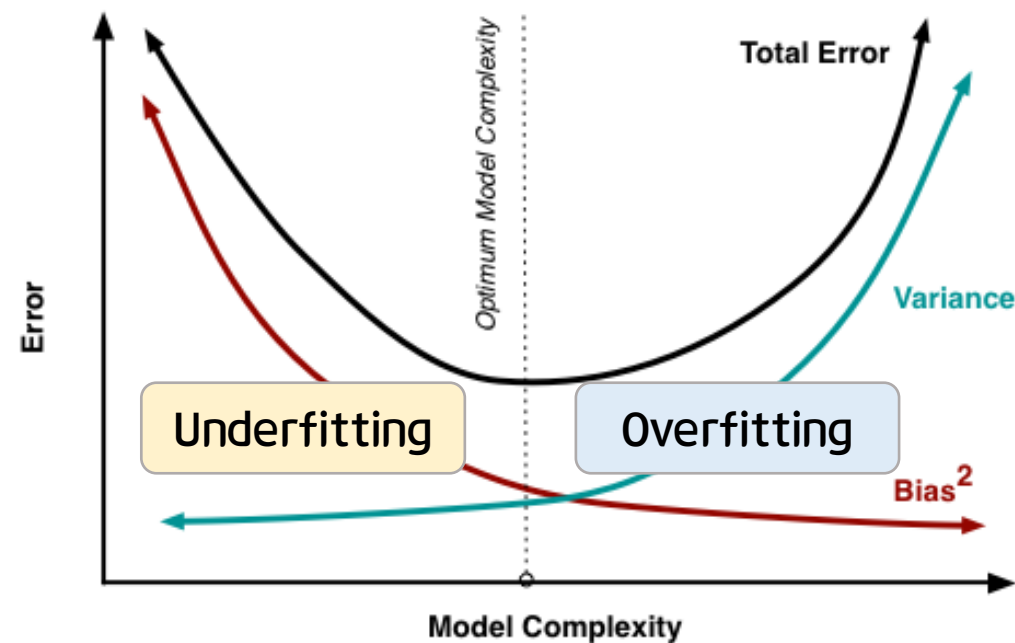 Total Error
Optimum Model Complexity
Variance
Error
Underfitting
Overfitting
Bias²
Model Complexity